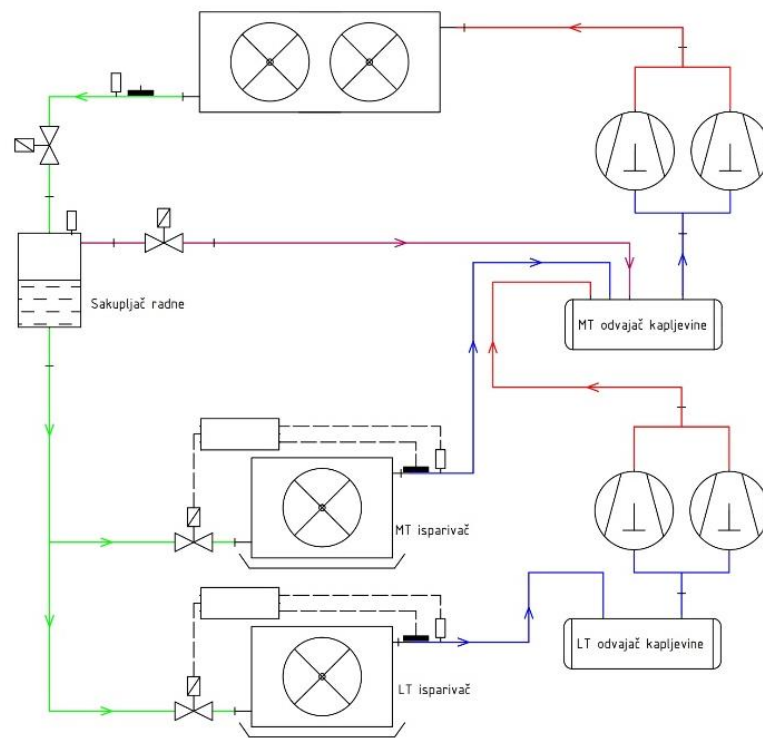 Sakupljač radne
MT odvajač kapljevine
MT isparivač
LT odvajač kapljevine
LT isparivač